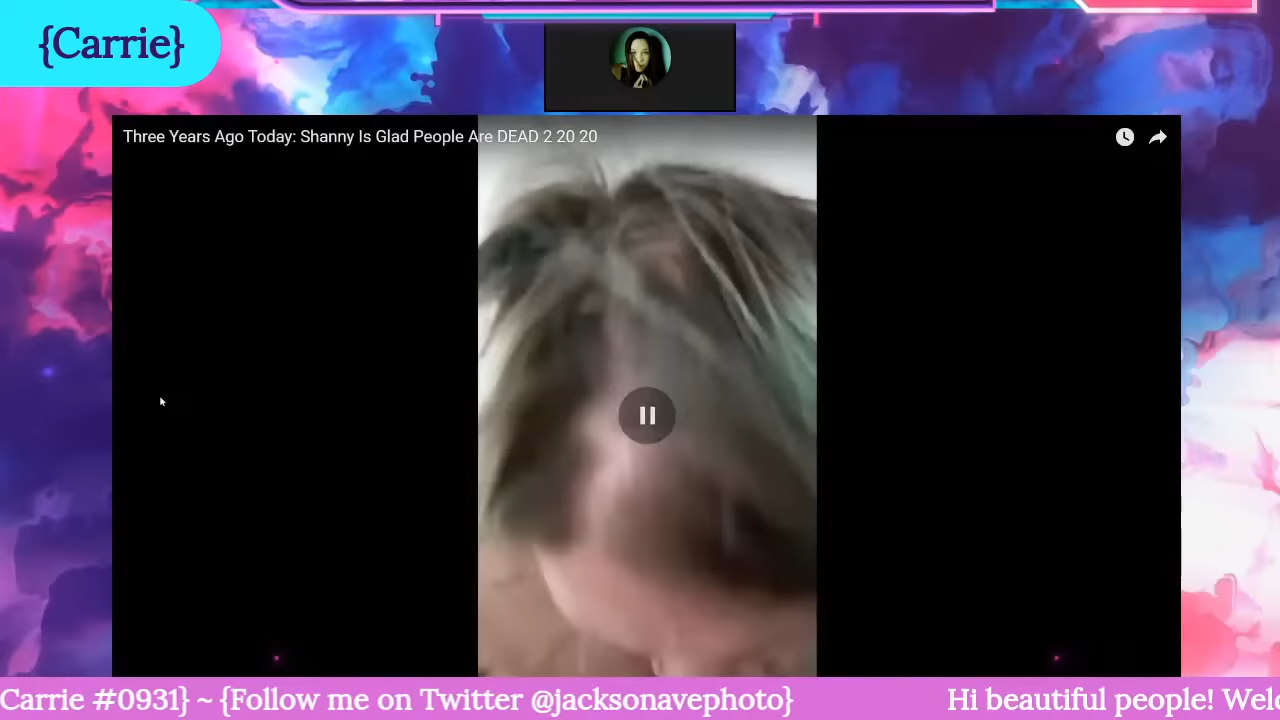 {Carrie}
Three Years Ago Today: Shanny Is Glad People Are DEAD 2 20 20
Carrie #0931} ~ {Follow me on Twitter @jacksonavephoto} Hi beautiful people! Welc